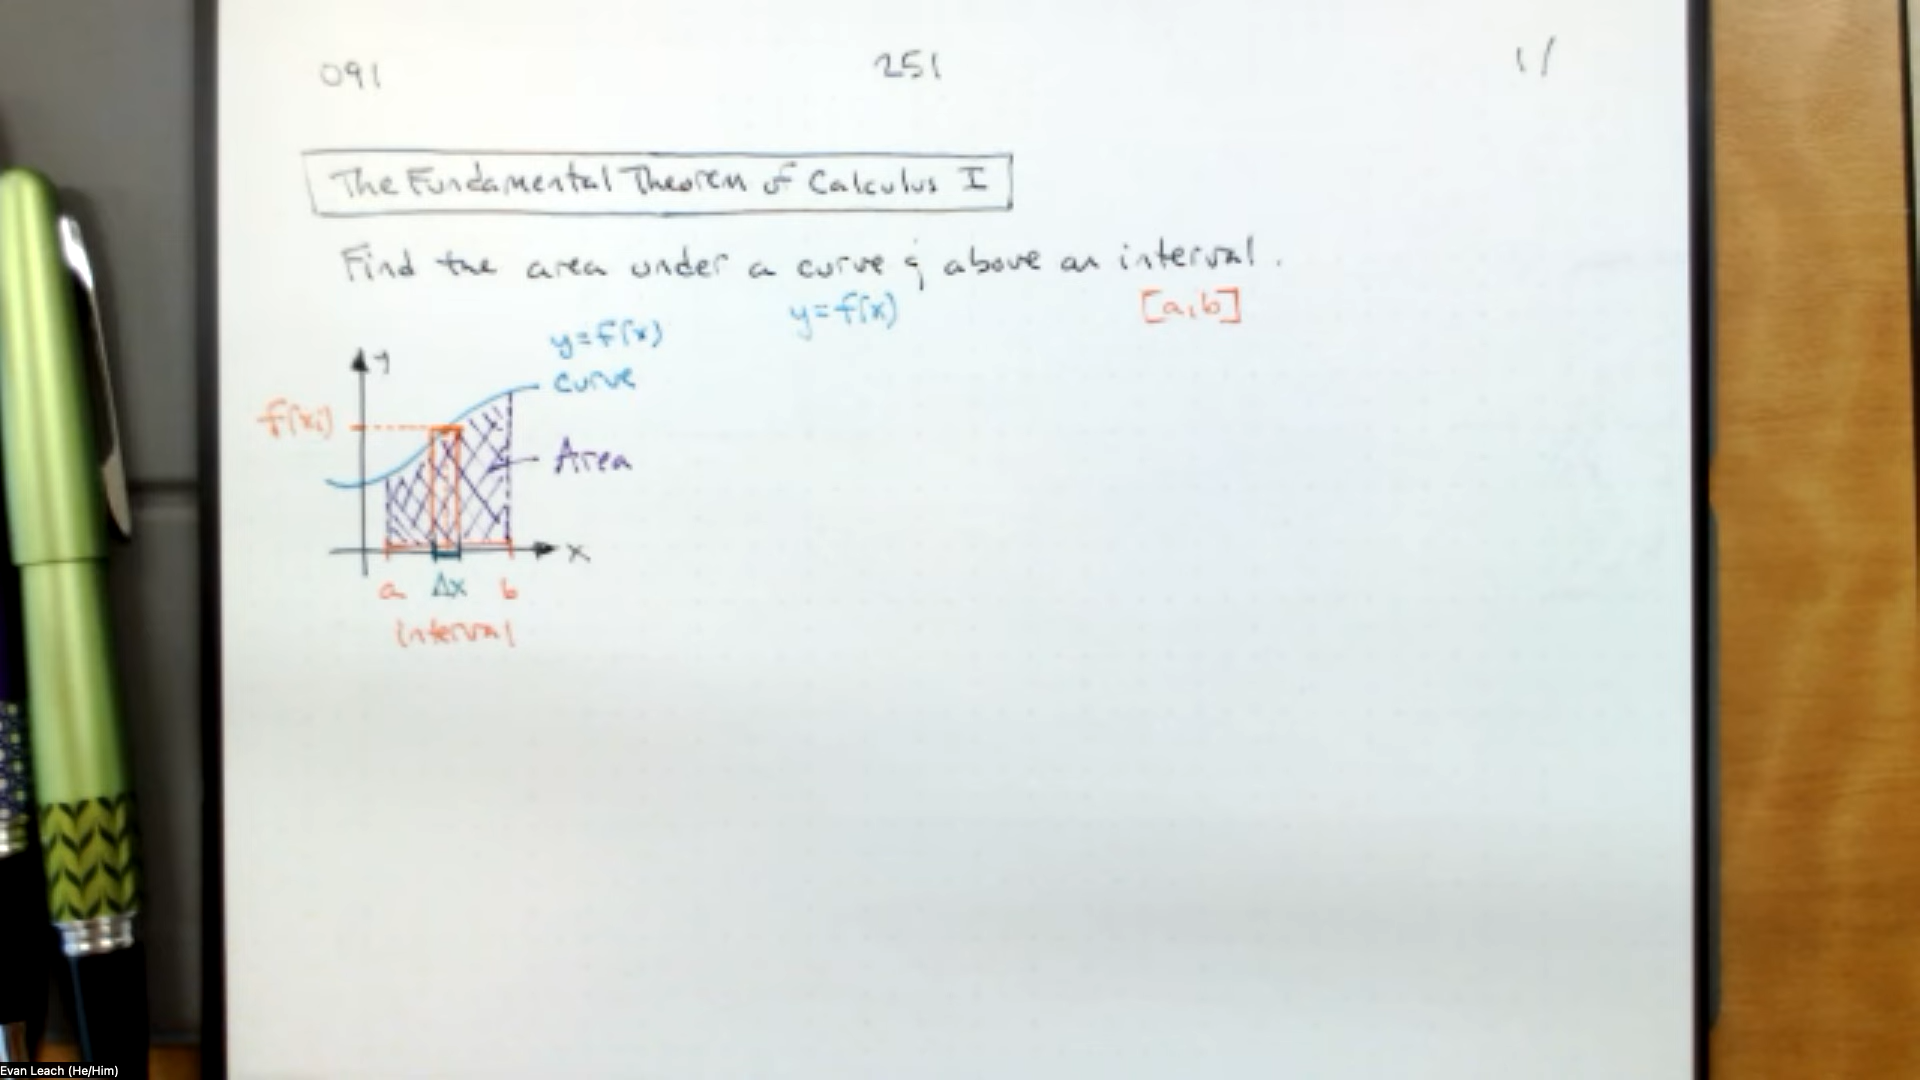 091 251 1/
The Fundamental Theorem of Calculus I
Find the area under a curve & above an interval.
y=f(x) [a,b]
y=f(x)
y
curve
f(xi)
Area
x
a Δx b
interval
Evan Leach (He/Him)